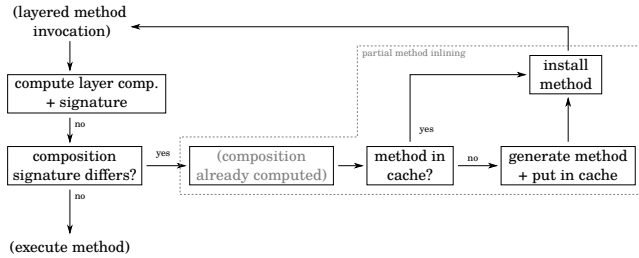 (layered method
invocation)
partial method inlining
install
method
compute layer comp.
+ signature
no
yes
composition
signature differs?
yes
(composition
already computed)
method in
cache?
no
generate method
+ put in cache
no
(execute method)